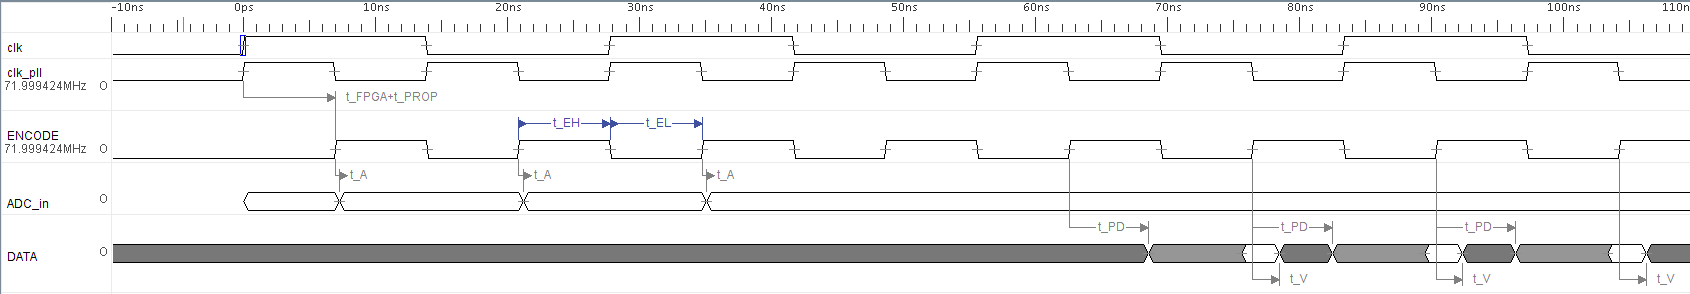 -10ns 0ps 10ns 20ns 30ns 40ns 50ns 60ns 70ns 80ns 90ns 100ns 110n
clk
clk_pll
71.999424MHz
t_FPGA+t_PROP
t_EH t_EL
ENCODE
71.999424MHz
t_A t_A t_A
ADC_in
t_PD t_PD t_PD
DATA
t_V t_V t_V